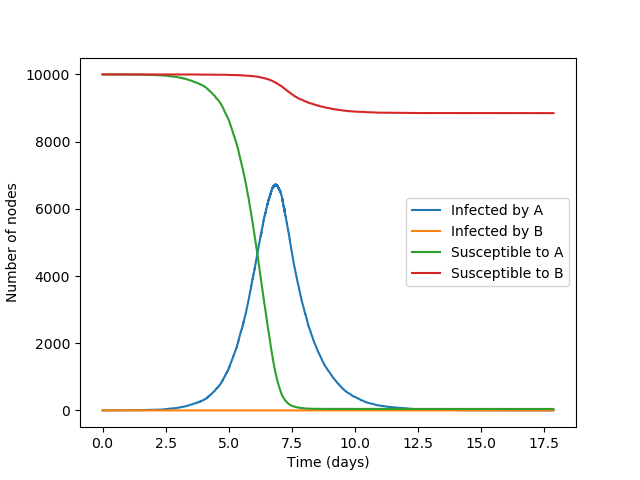 10000
8000
6000
4000
2000
0
Number of nodes
Infected by A
Infected by B
Susceptible to A
Susceptible to B
0.0 2.5 5.0 7.5 10.0 12.5 15.0 17.5
Time (days)